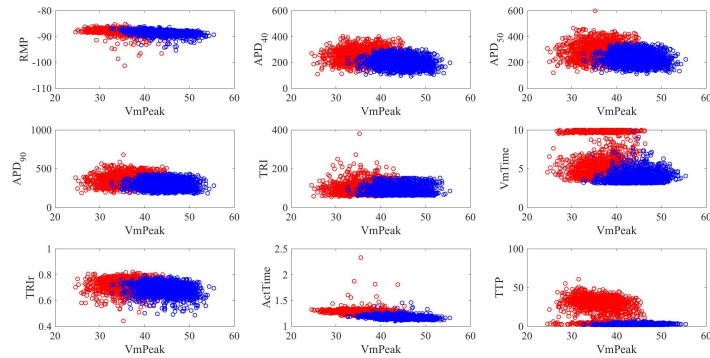 -80
-90
-100
-110
RMP
20 30 40 50 60
VmPeak
600
400
200
0
APD40
20 30 40 50 60
VmPeak
600
400
200
0
APD50
20 30 40 50 60
VmPeak
1000
500
0
APD90
20 30 40 50 60
VmPeak
400
200
0
TRI
20 30 40 50 60
VmPeak
10
5
0
VmTime
20 30 40 50 60
VmPeak
1
0.8
0.6
0.4
TRIr
20 30 40 50 60
VmPeak
2.5
2
1.5
1
ActTime
20 30 40 50 60
VmPeak
100
50
0
TTP
20 30 40 50 60
VmPeak